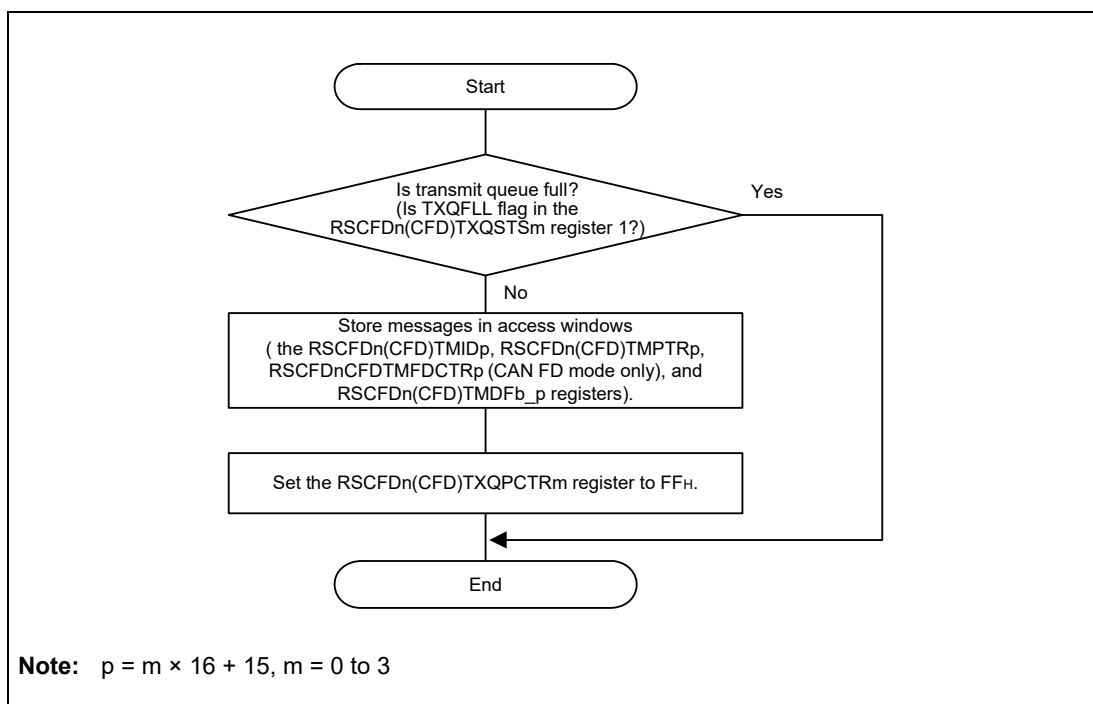 Start
Is transmit queue full?
(Is TXQFLL flag in the
RSCFDn(CFD)TXQSTSm register 1?)
Yes
No
Store messages in access windows
( the RSCFDn(CFD)TMIDp, RSCFDn(CFD)TMPTRp,
RSCFDnCFDTMFDCTRp (CAN FD mode only), and
RSCFDn(CFD)TMDFb_p registers).
Set the RSCFDn(CFD)TXQPCTRm register to FFH.
End
Note: p = m × 16 + 15, m = 0 to 3